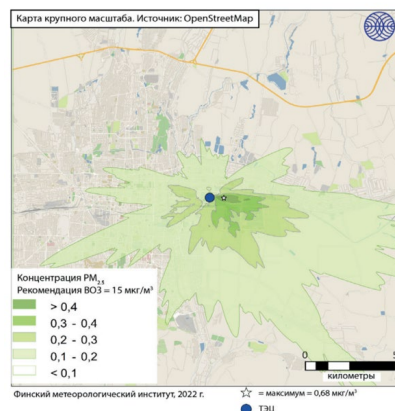 Карта крупного масштаба. Источник: OpenStreetMap
Концентрация PM2,5
Рекомендация ВОЗ = 15 мкг/м³
> 0,4
0,3 - 0,4
0,2 - 0,3
0,1 - 0,2
< 0,1
0 5
километры
Финский метеорологический институт, 2022 г.
= максимум = 0,68 мкг/м³
ТЭЦ